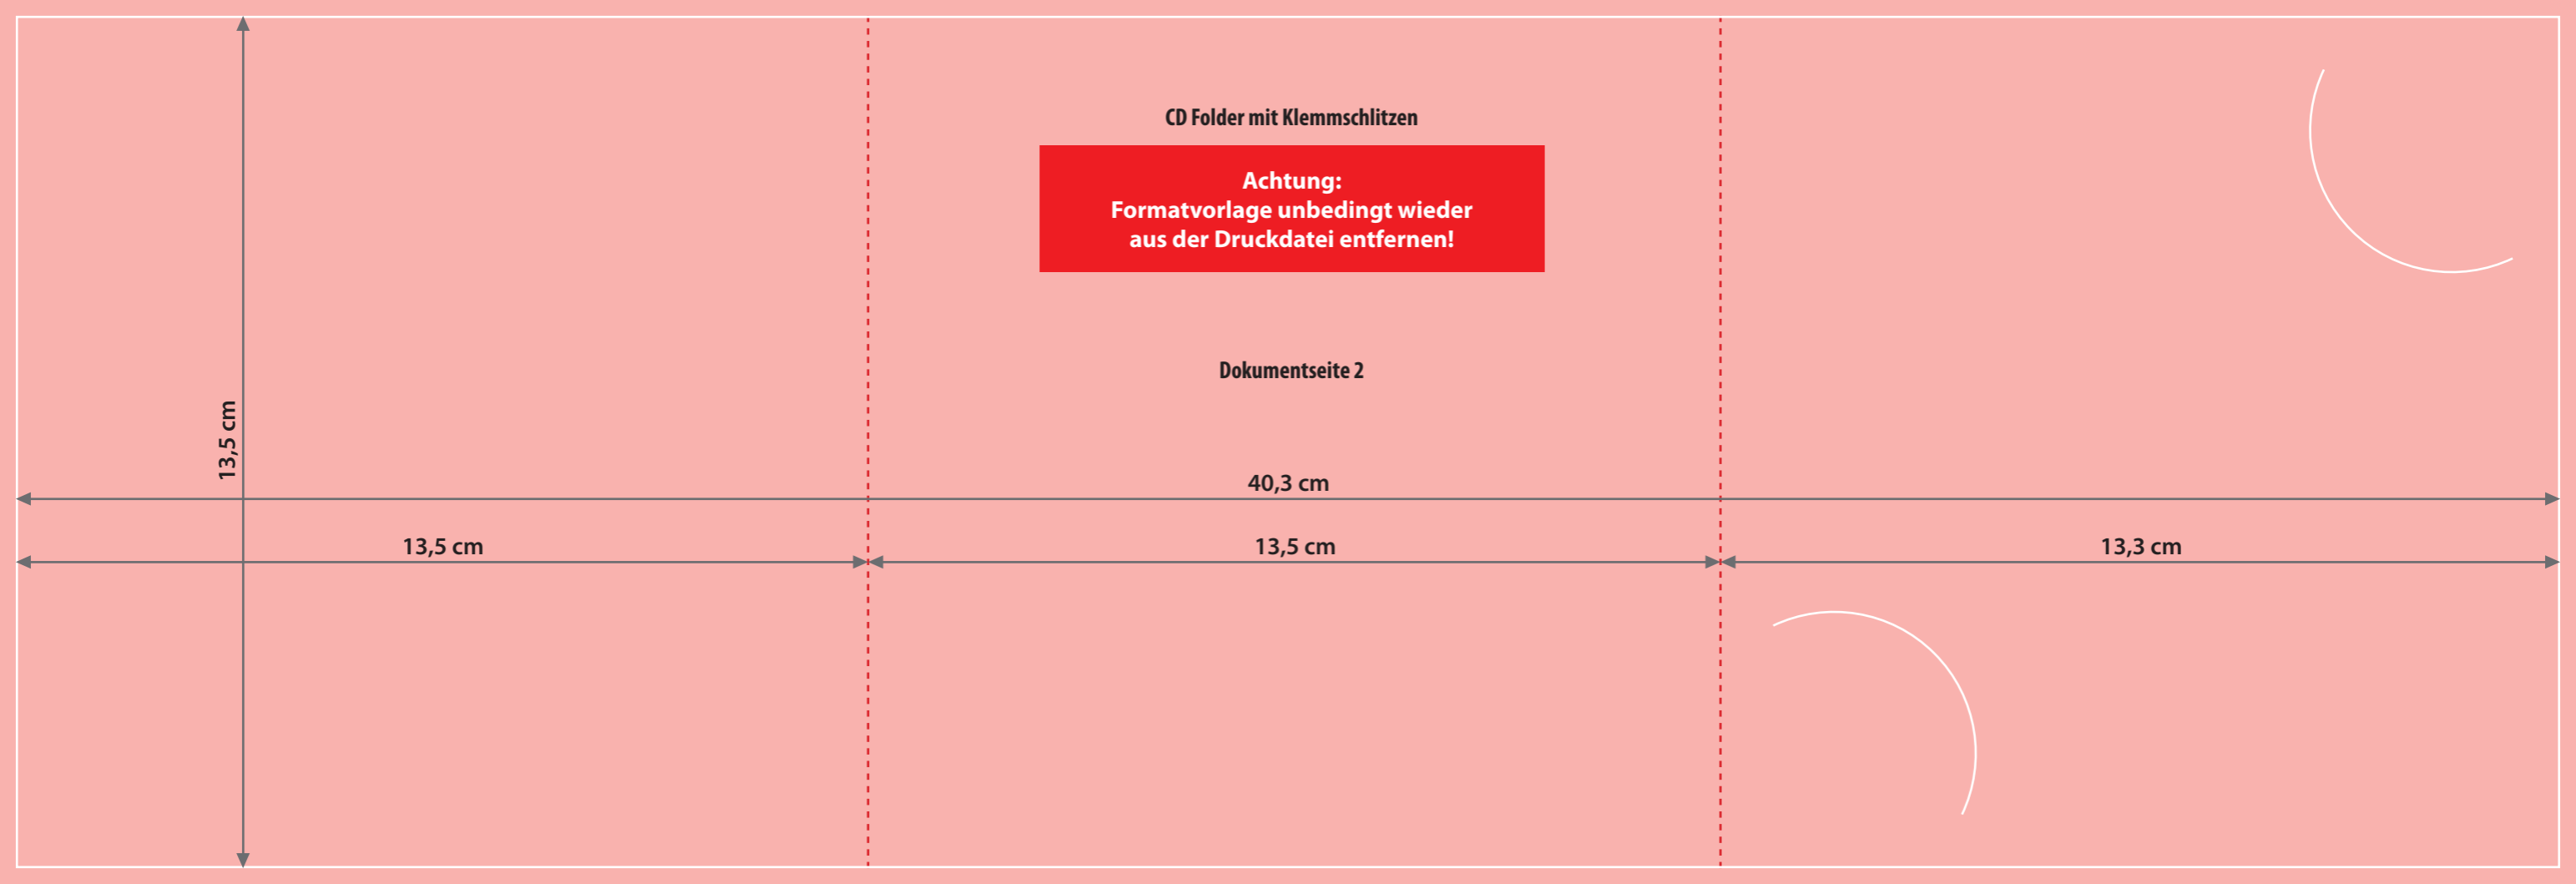 CD Folder mit Klemmschlitzen
Achtung:
Formatvorlage unbedingt wieder
aus der Druckdatei entfernen!
Dokumentseite 2
13,5 cm
40,3 cm
13,5 cm
13,5 cm
13,3 cm